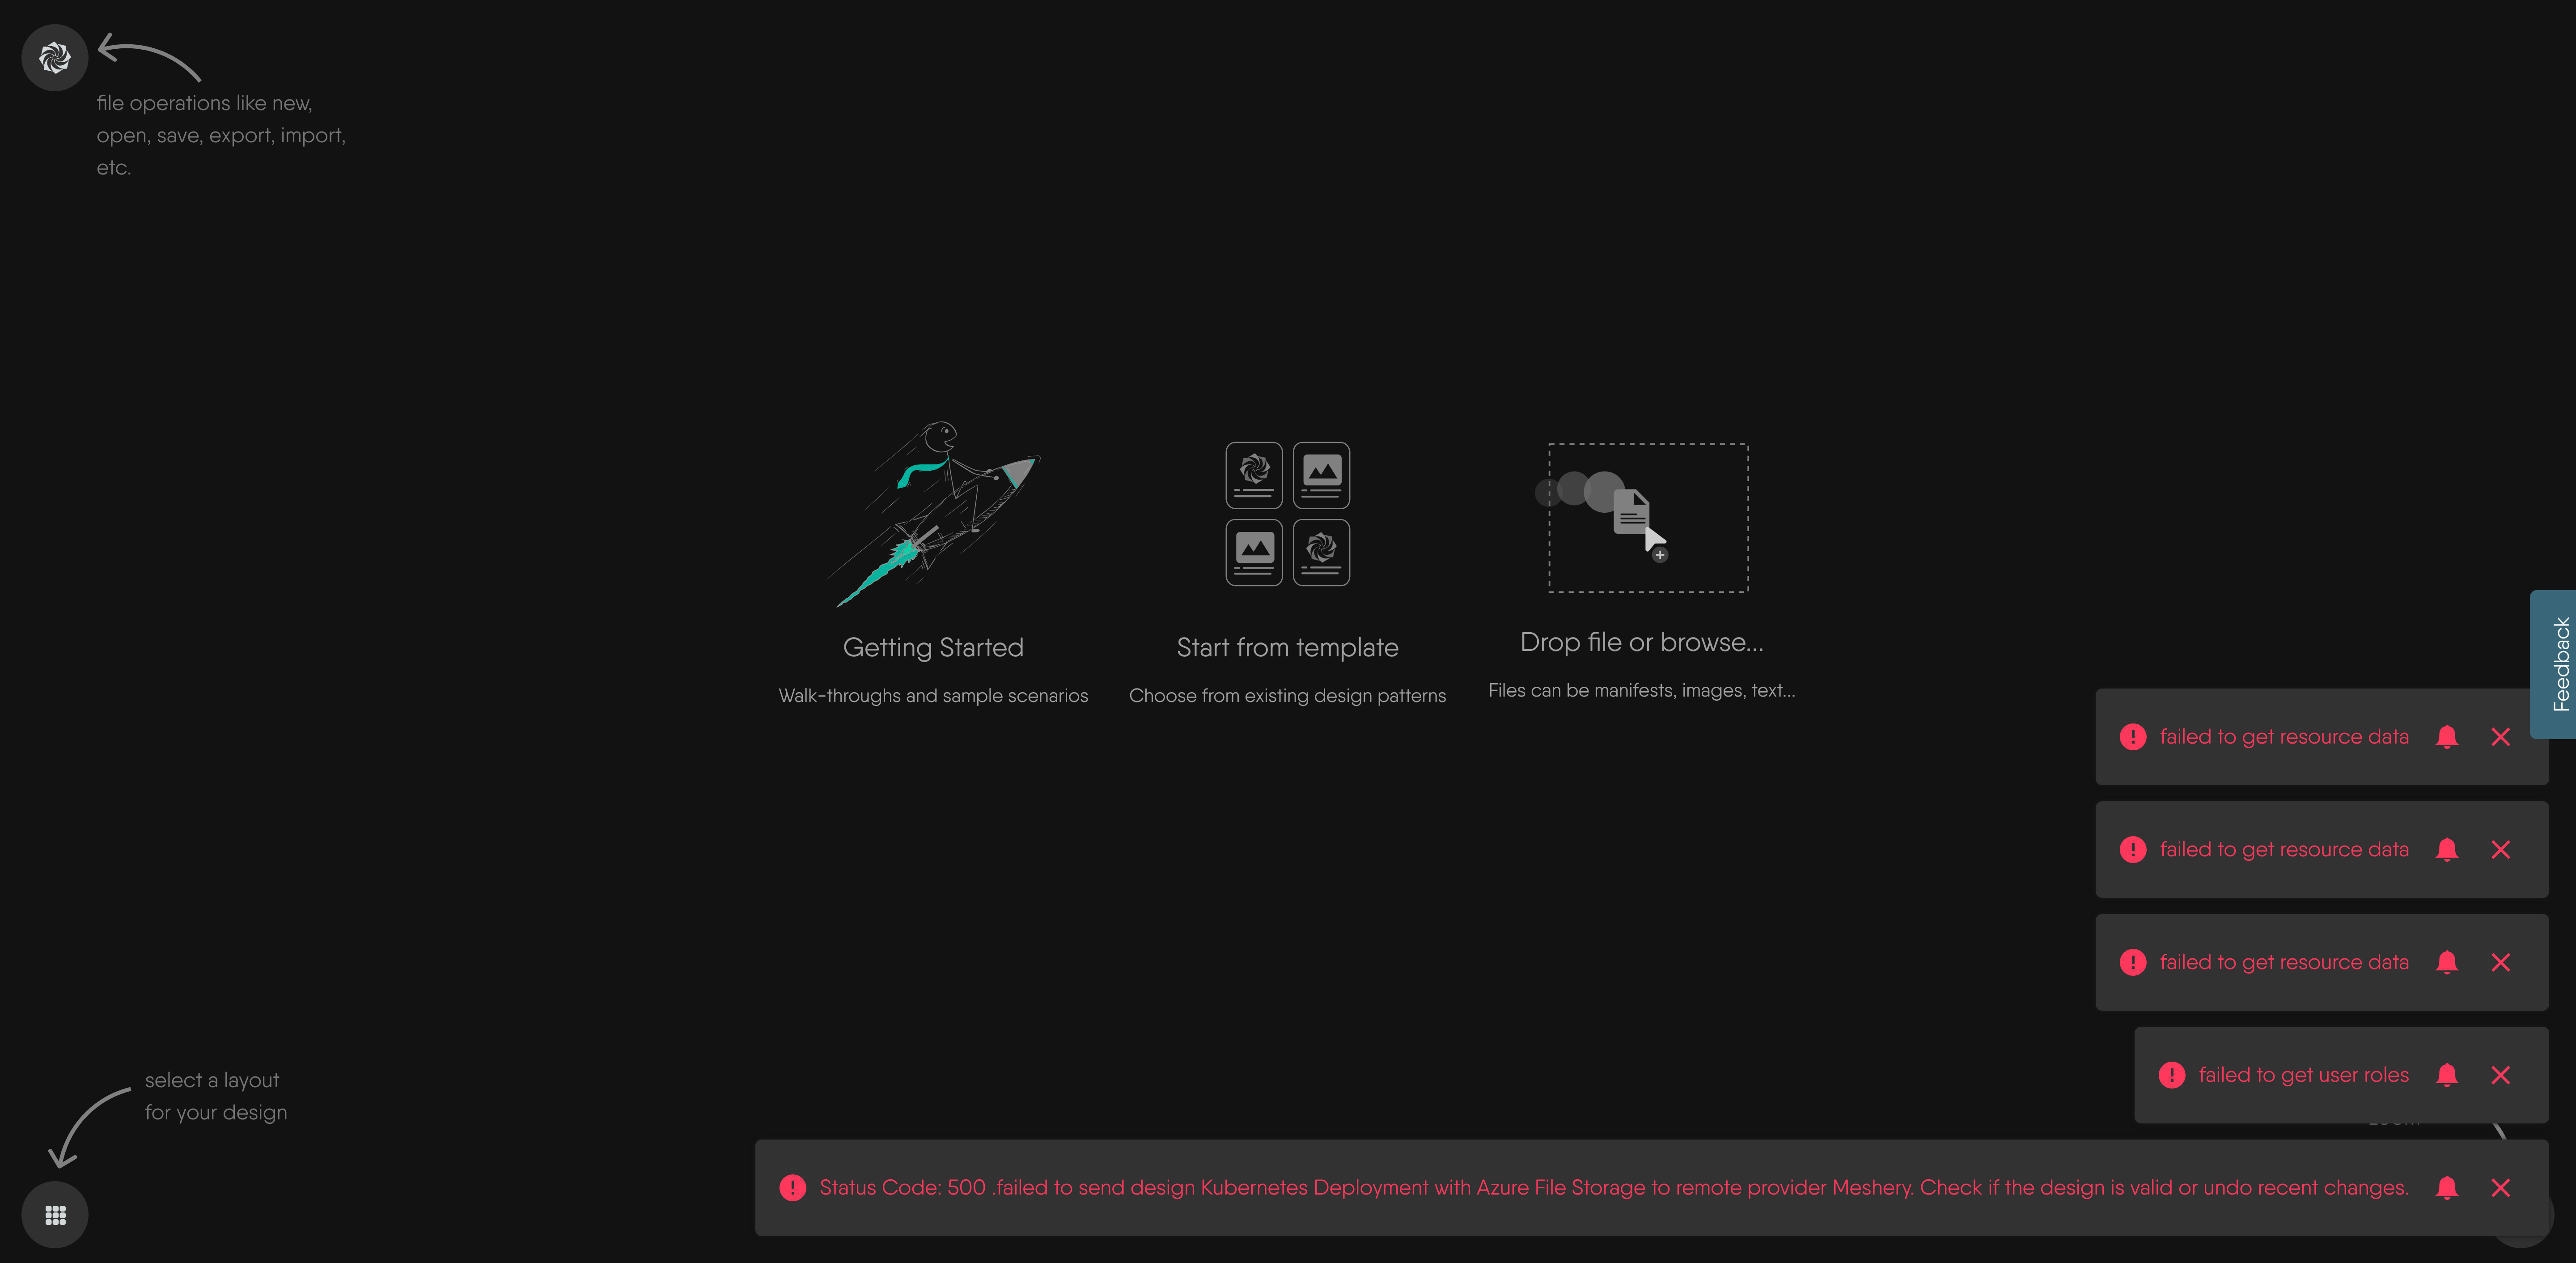 file operations like new,
open, save, export, import,
etc.
Getting Started
Walk-throughs and sample scenarios
Start from template
Choose from existing design patterns
Drop file or browse...
Files can be manifests, images, text...
Feedback
failed to get resource data
failed to get resource data
failed to get resource data
failed to get user roles
select a layout
for your design
Status Code: 500 .failed to send design Kubernetes Deployment with Azure File Storage to remote provider Meshery. Check if the design is valid or undo recent changes.